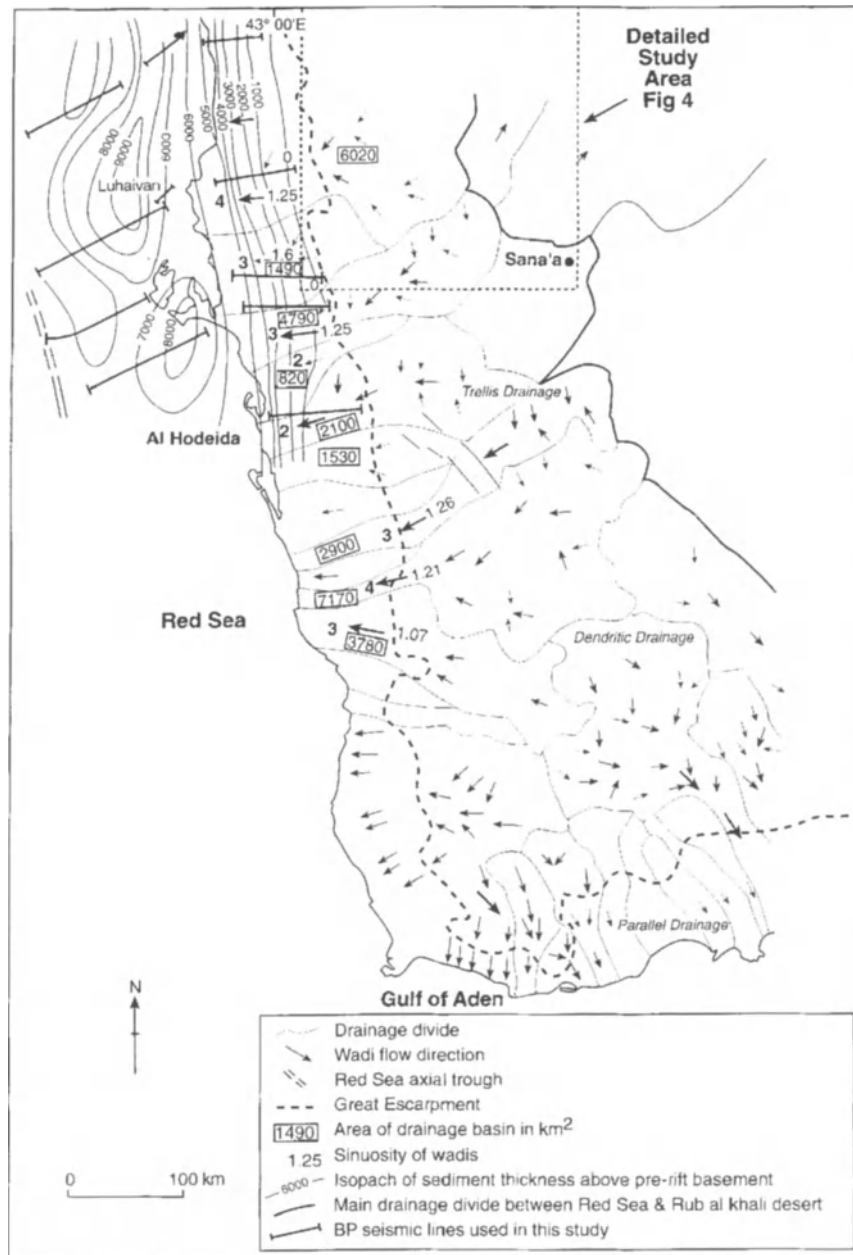 43° 00'E
Detailed
Study
Area
Fig 4
1000
2000
3000
4000
5000
6000
6000
8000
9000
Luhaivan
6020
0
1.25
4
Sana'a
3
1.6
1490
0
4790
3
1.25
7000
8000
2
820
Trellis Drainage
Al Hodeida
2
2100
1530
1.26
3
2900
1.21
4
7170
Red Sea
3
1.07
3780
Dendritic Drainage
Parallel Drainage
Gulf of Aden
N
0
100 km
Drainage divide
Wadi flow direction
Red Sea axial trough
Great Escarpment
1490 Area of drainage basin in km²
1.25 Sinuosity of wadis
6000 Isopach of sediment thickness above pre-rift basement
Main drainage divide between Red Sea & Rub al khali desert
BP seismic lines used in this study